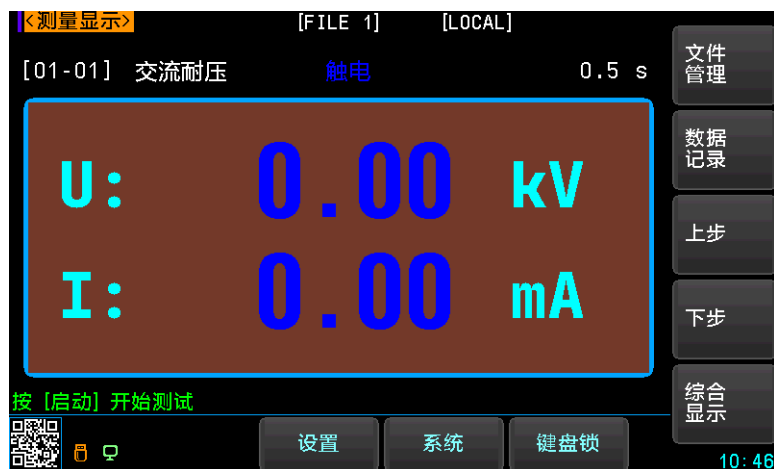 <测量显示> [FILE 1] [LOCAL]
[01-01] 交流耐压 触电 0.5 s
U: 0.00 kV
I: 0.00 mA
按 [启动] 开始测试
设置 系统 键盘锁
文件
管理
数据
记录
上步
下步
综合
显示
10:46